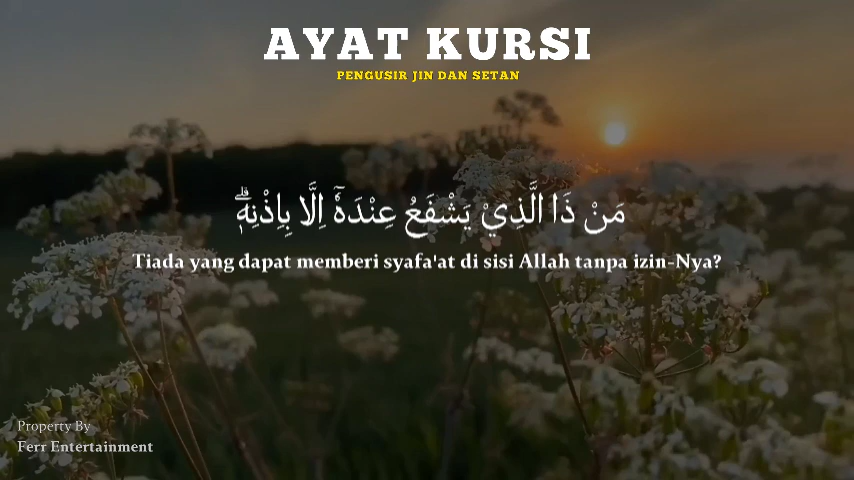 AYAT KURSI
PENGUSIR JIN DAN SETAN
مَنْ ذَا الَّذِيْ يَشْفَعُ عِنْدَهٗٓ اِلَّا بِاِذْنِهٖۗ
Tiada yang dapat memberi syafa'at di sisi Allah tanpa izin-Nya?
Property By
Ferr Entertainment